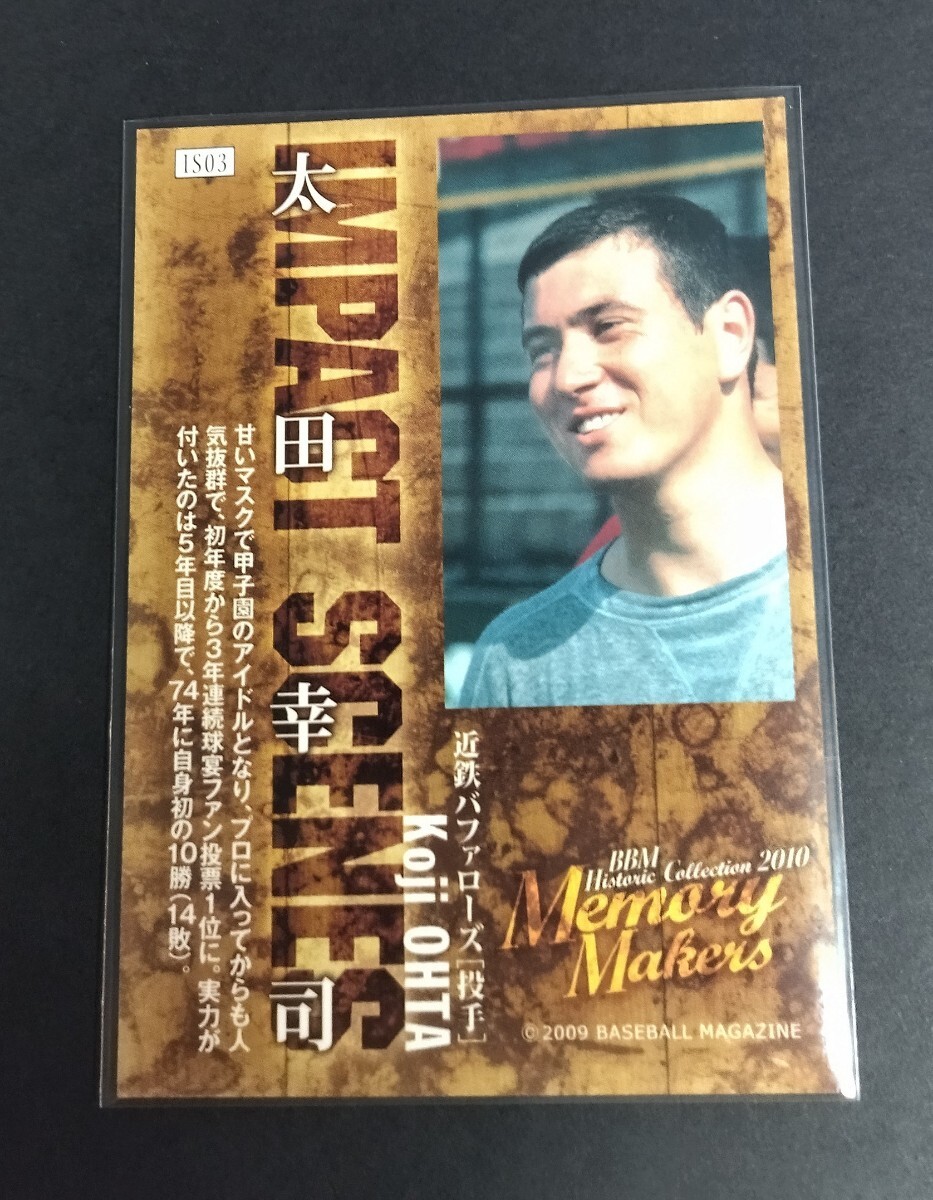 IS03
IMPACT SCENES
太田幸司
Koji OHTA
近鉄バファローズ[投手]
甘いマスクで甲子園のアイドルとなり、プロに入ってからも人
気抜群で、初年度から3年連続球宴ファン投票1位に。実力が
付いたのは5年目以降で、74年に自身初の10勝(14敗)。
BBM
Historic Collection 2010
Memory
Makers
©2009 BASEBALL MAGAZINE